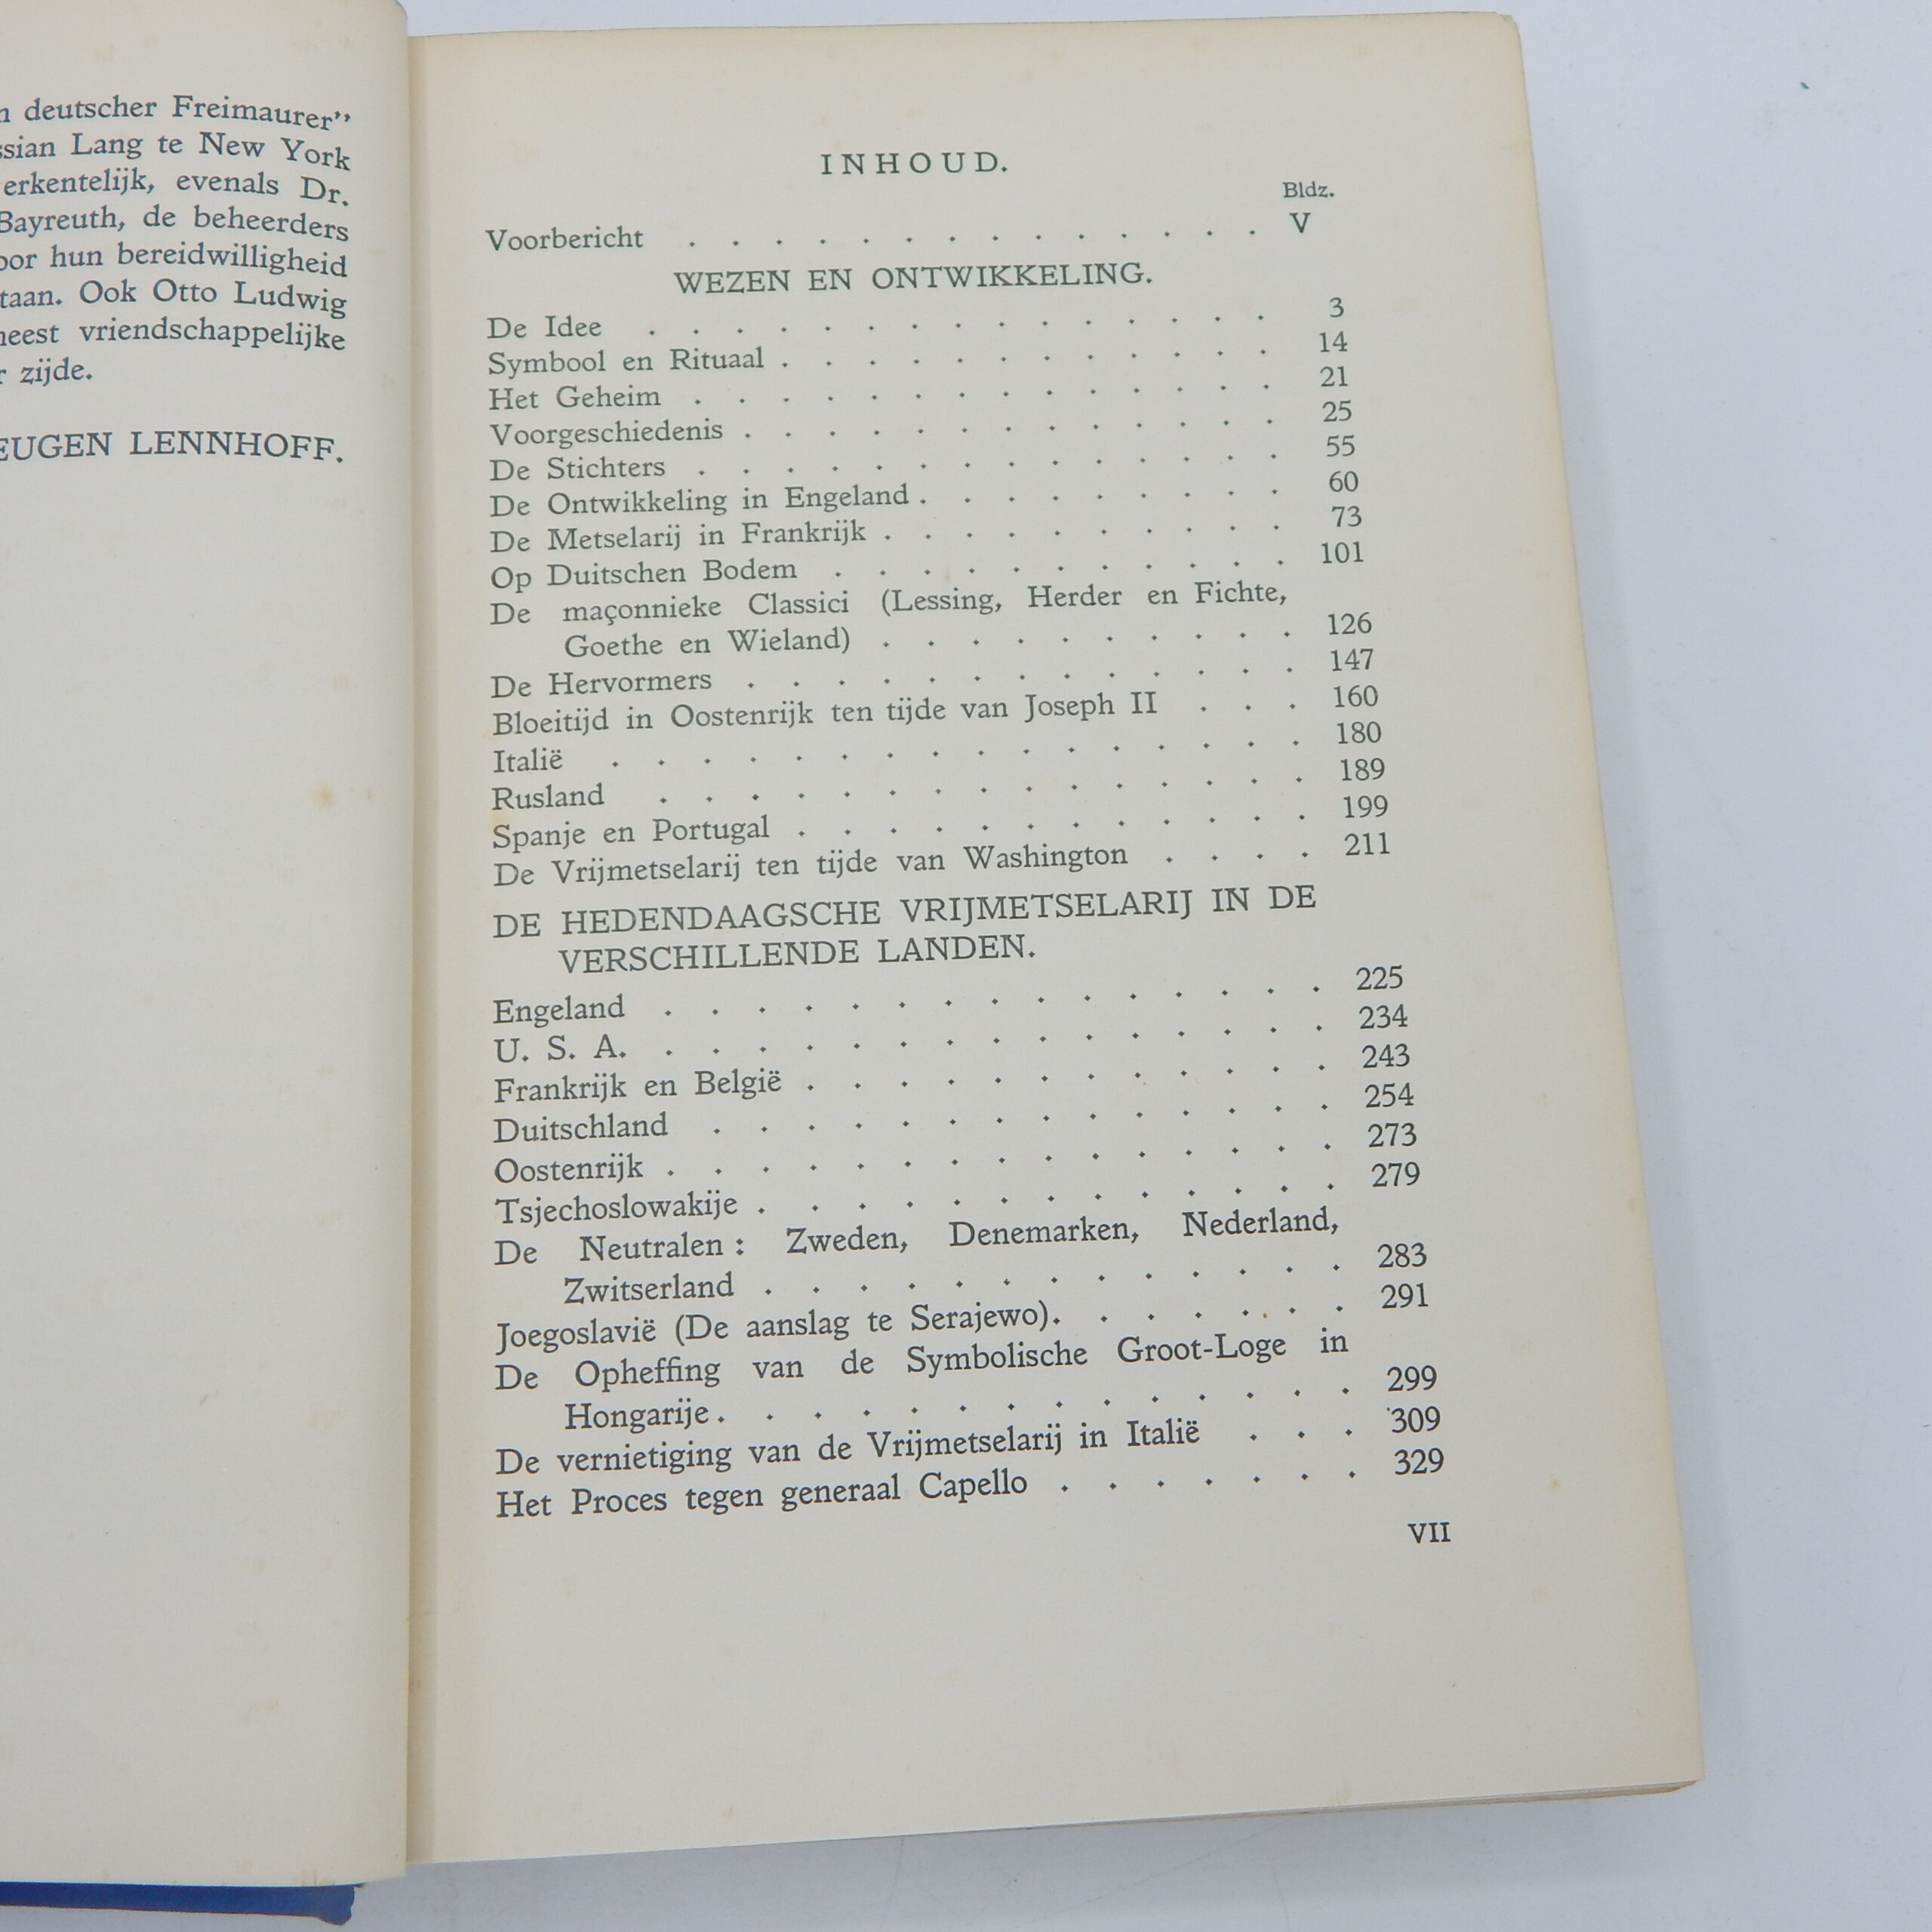 deutscher Freimaurer”
Lang te New York
erkentelijk, evenals Dr.
Bayreuth, de beheerders
hun bereidwilligheid
Ook Otto Ludwig
vriendschappelijke
zijde.
EUGEN LENNHOFF.
INHOUD.
Bldz.
Voorbericht . . . . . . . . . . . . . . V
WEZEN EN ONTWIKKELING.
De Idee . . . . . . . . . . . . . . . 3
Symbool en Rituaal . . . . . . . . . . . . 14
Het Geheim . . . . . . . . . . . . . . 21
Voorgeschiedenis . . . . . . . . . . . . . 25
De Stichters . . . . . . . . . . . . . . 55
De Ontwikkeling in Engeland . . . . . . . . . 60
De Metselarij in Frankrijk . . . . . . . . . . 73
Op Duitschen Bodem . . . . . . . . . . . 101
De maçonnieke Classici (Lessing, Herder en Fichte,
Goethe en Wieland) . . . . . . . . . . 126
De Hervormers . . . . . . . . . . . . . 147
Bloeitijd in Oostenrijk ten tijde van Joseph II . . . 160
Italië . . . . . . . . . . . . . . . . 180
Rusland . . . . . . . . . . . . . . . 189
Spanje en Portugal . . . . . . . . . . . . 199
De Vrijmetselarij ten tijde van Washington . . . . 211
DE HEDENDAAGSCHE VRIJMETSELARIJ IN DE
VERSCHILLENDE LANDEN.
Engeland . . . . . . . . . . . . . . . 225
U. S. A. . . . . . . . . . . . . . . . 234
Frankrijk en België . . . . . . . . . . . . 243
Duitschland . . . . . . . . . . . . . . 254
Oostenrijk . . . . . . . . . . . . . . . 273
Tsjechoslowakije . . . . . . . . . . . . . 279
De Neutralen : Zweden, Denemarken, Nederland,
Zwitserland . . . . . . . . . . . . . 283
Joegoslavië (De aanslag te Serajewo). . . . . . . 291
De Opheffing van de Symbolische Groot-Loge in
Hongarije . . . . . . . . . . . . . . 299
De vernietiging van de Vrijmetselarij in Italië . . . 309
Het Proces tegen generaal Capello . . . . . . . 329
VII